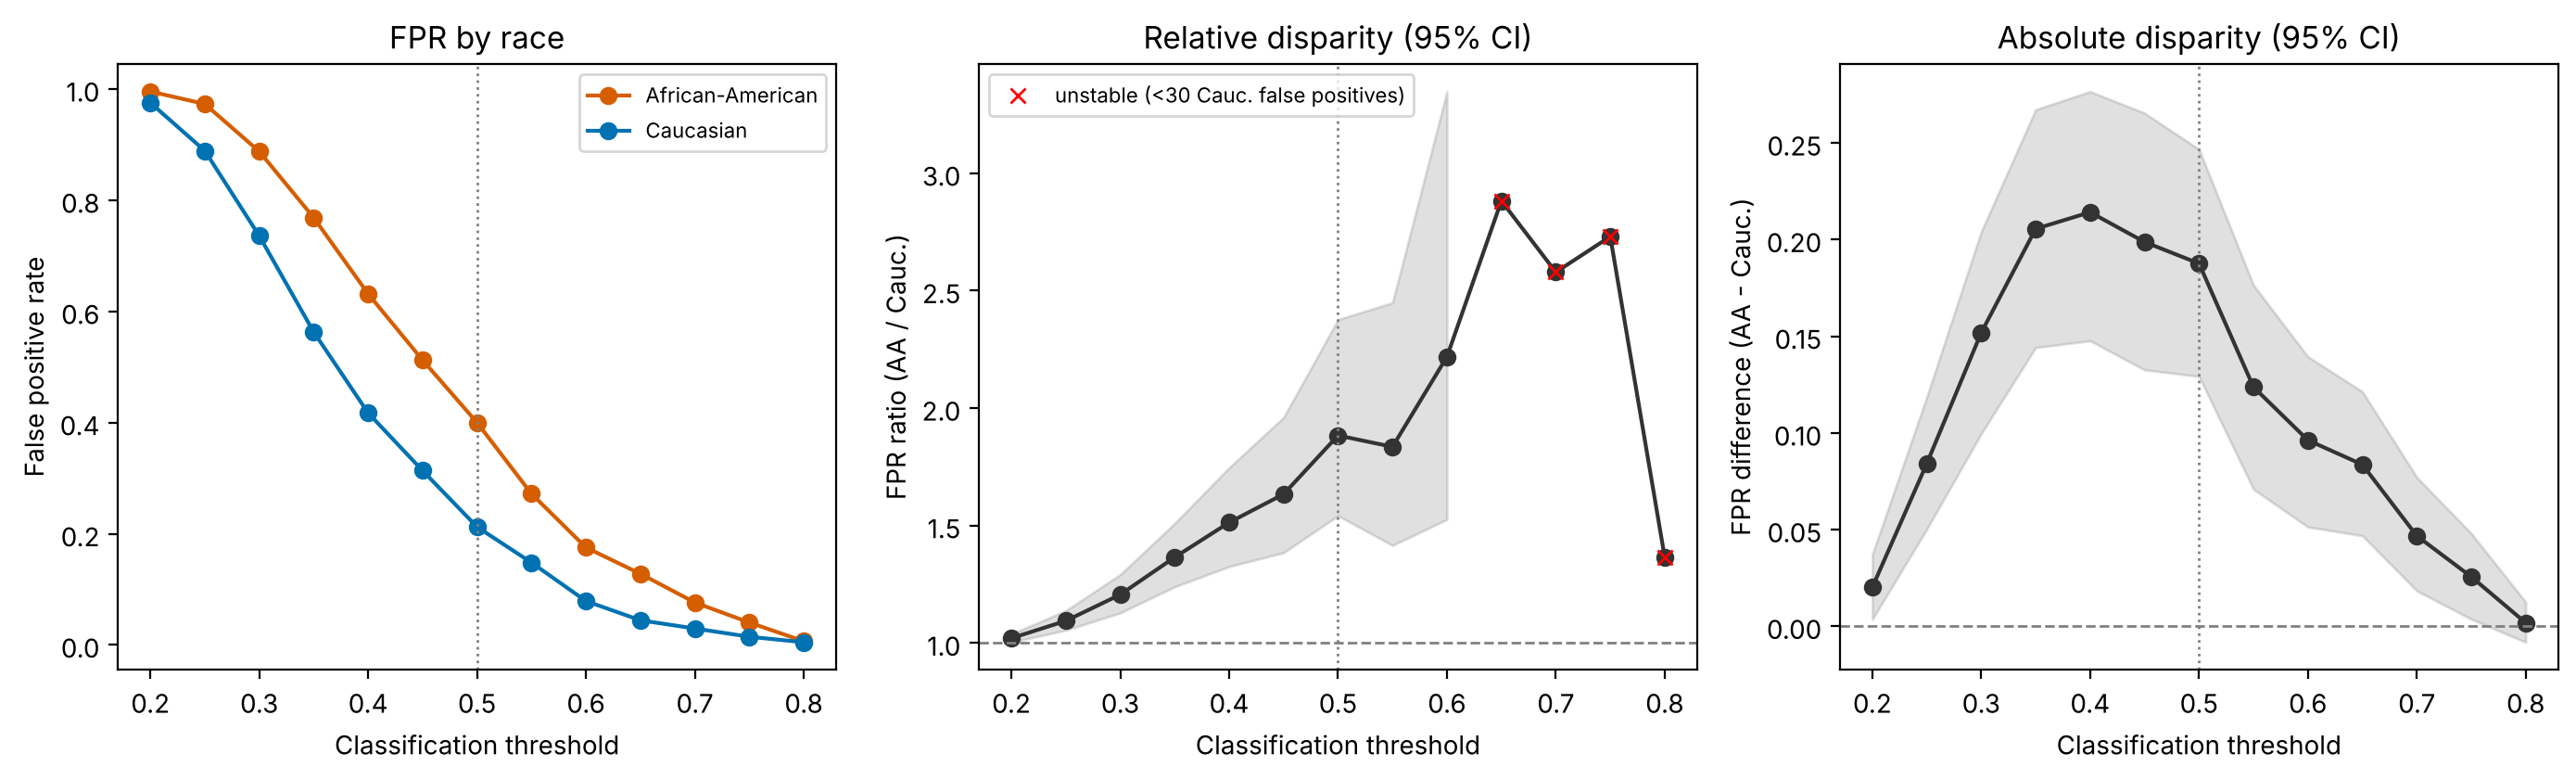 FPR by race
False positive rate
1.0
0.8
0.6
0.4
0.2
0.0
African-American
Caucasian
0.2 0.3 0.4 0.5 0.6 0.7 0.8
Classification threshold
Relative disparity (95% CI)
FPR ratio (AA / Cauc.)
3.0
2.5
2.0
1.5
1.0
unstable (<30 Cauc. false positives)
0.2 0.3 0.4 0.5 0.6 0.7 0.8
Classification threshold
Absolute disparity (95% CI)
FPR difference (AA - Cauc.)
0.25
0.20
0.15
0.10
0.05
0.00
0.2 0.3 0.4 0.5 0.6 0.7 0.8
Classification threshold